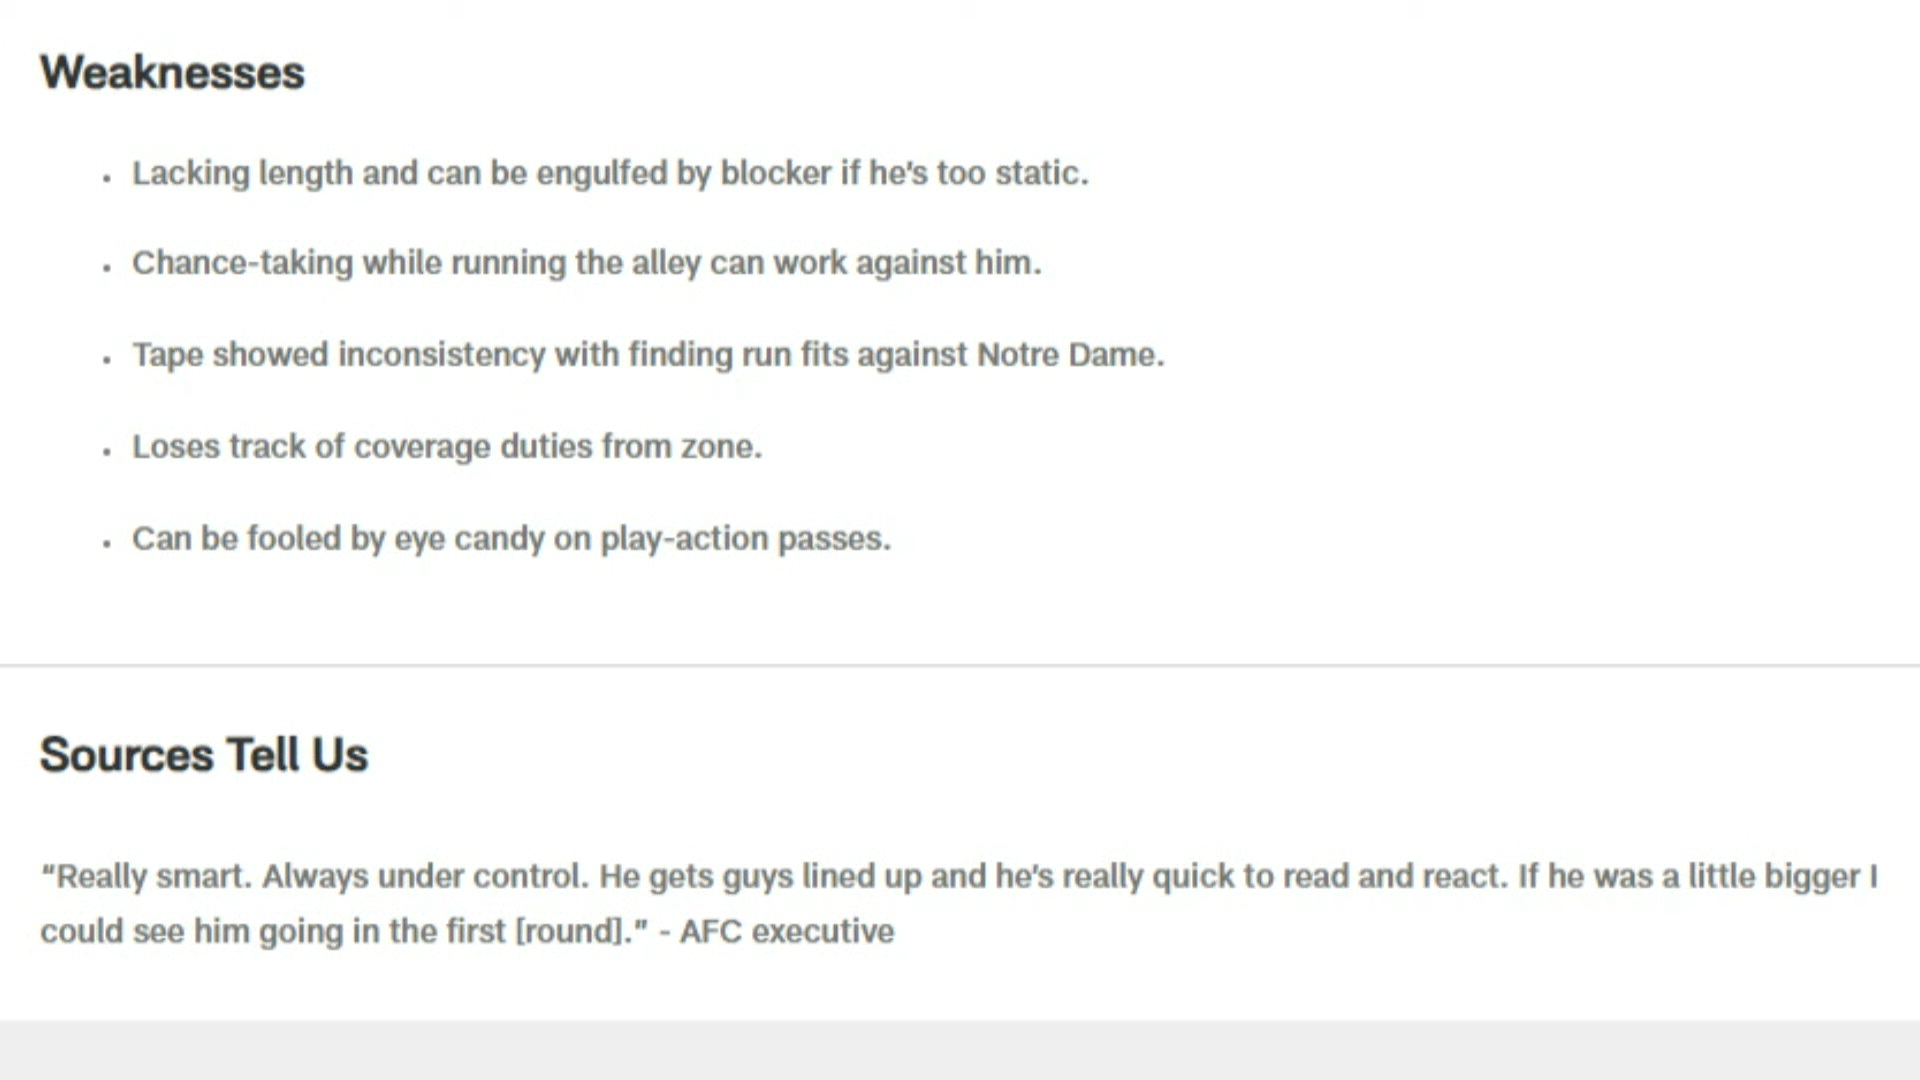 Weaknesses
• Lacking length and can be engulfed by blocker if he's too static.
• Chance-taking while running the alley can work against him.
• Tape showed inconsistency with finding run fits against Notre Dame.
• Loses track of coverage duties from zone.
• Can be fooled by eye candy on play-action passes.
Sources Tell Us
"Really smart. Always under control. He gets guys lined up and he's really quick to read and react. If he was a little bigger I
could see him going in the first [round]." - AFC executive